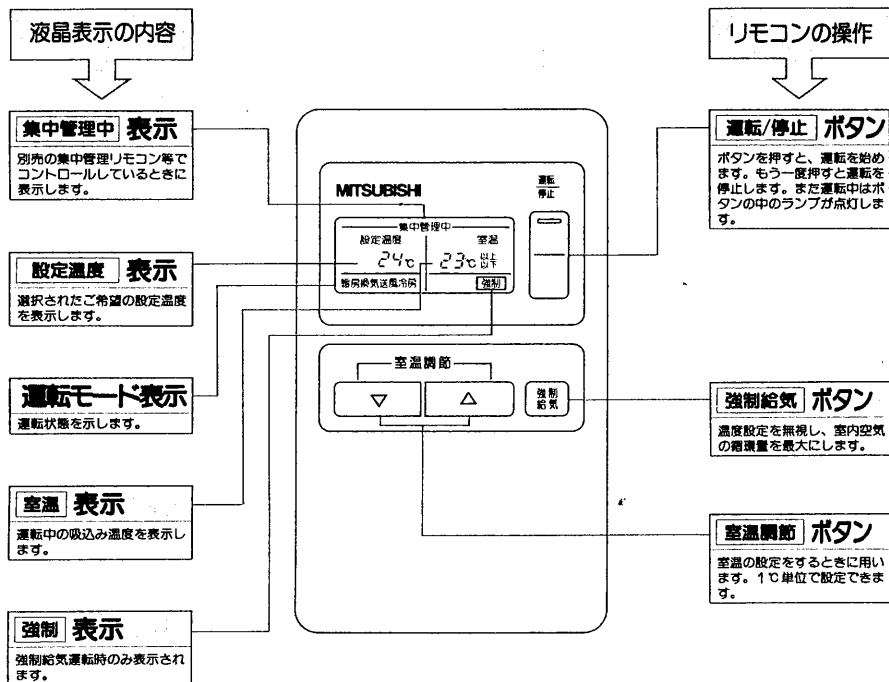 液晶表示の内容
集中管理中 表示
別売の集中管理リモコン等で
コントロールしているときに
表示します。
設定温度 表示
選択されたご希望の設定温度
を表示します。
運転モード表示
運転状態を示します。
室温 表示
運転中の吸込み温度を表示し
ます。
強制 表示
強制給気運転時のみ表示され
ます。
MITSUBISHI
運転
停止
集中管理中
設定温度 室温
24℃ 23℃ 以上
以下
暖房換気送風冷房 強制
室温調節
▽ △
強制
給気
リモコンの操作
運転/停止 ボタン
ボタンを押すと、運転を始め
ます。もう一度押すと運転を
停止します。また運転中はボ
タンの中のランプが点灯しま
す。
強制給気 ボタン
温度設定を無視し、室内空気
の循環量を最大にします。
室温調節 ボタン
室温の設定をするときに用い
ます。1℃単位で設定できま
す。